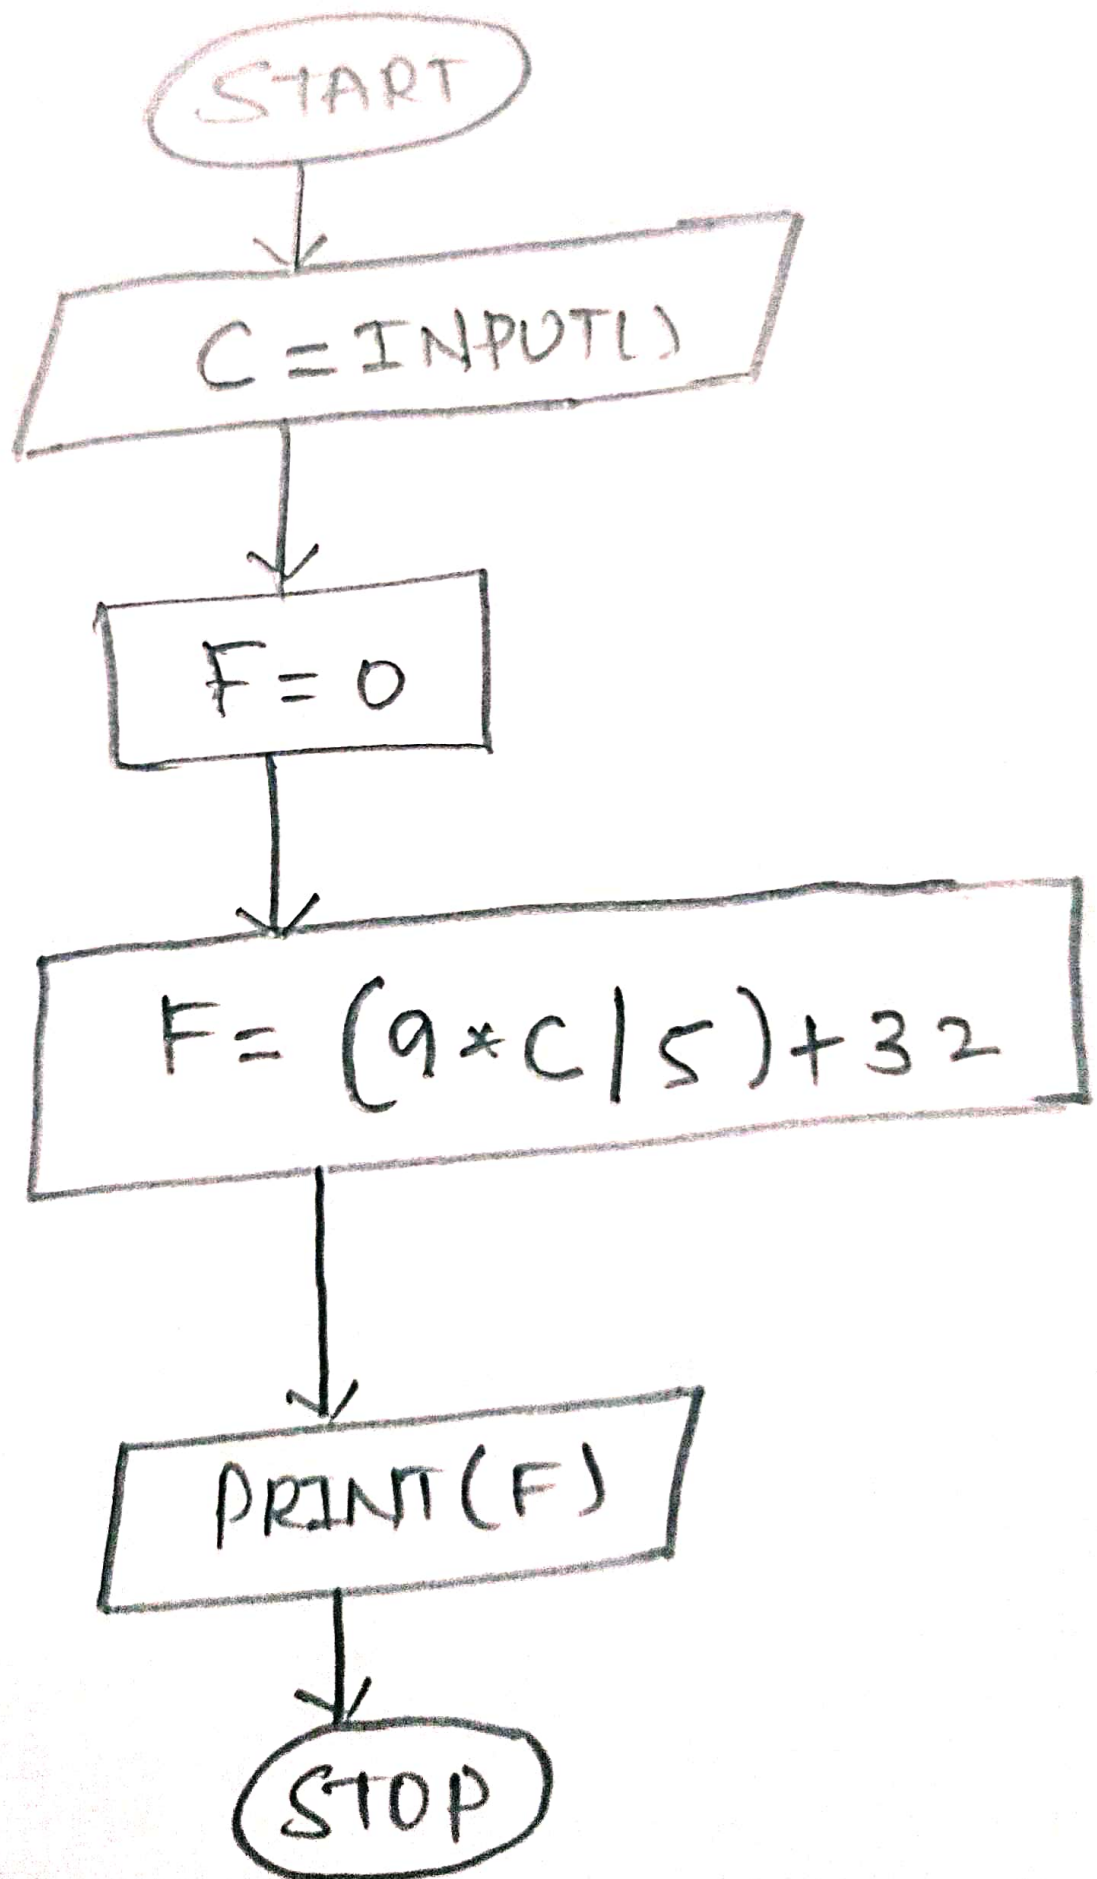 START
C = INPUT()
F = 0
F = (9*C/5)+32
PRINT(F)
STOP